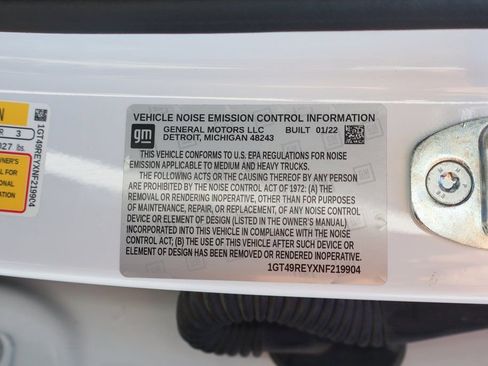 VEHICLE NOISE EMISSION CONTROL INFORMATION
gm
GENERAL MOTORS LLC BUILT 01/22
DETROIT, MICHIGAN 48243
THIS VEHICLE CONFORMS TO U.S. EPA REGULATIONS FOR NOISE
EMISSION APPLICABLE TO MEDIUM AND HEAVY TRUCKS.
THE FOLLOWING ACTS OR THE CAUSING THEREOF BY ANY PERSON
ARE PROHIBITED BY THE NOISE CONTROL ACT OF 1972: (A) THE
REMOVAL OR RENDERING INOPERATIVE, OTHER THAN FOR PURPOSES
OF MAINTENANCE, REPAIR, OR REPLACEMENT, OF ANY NOISE CONTROL
DEVICE OR ELEMENT OF DESIGN (LISTED IN THE OWNER'S MANUAL)
INCORPORATED INTO THIS VEHICLE IN COMPLIANCE WITH THE NOISE
CONTROL ACT; (B) THE USE OF THIS VEHICLE AFTER SUCH DEVICE OR
ELEMENT OF DESIGN HAS BEEN REMOVED OR RENDERED INOPERATIVE.
1GT49REYXNF219904
N
R 3
027 lbs.
NER'S
onal
1GT49REYXNF219904